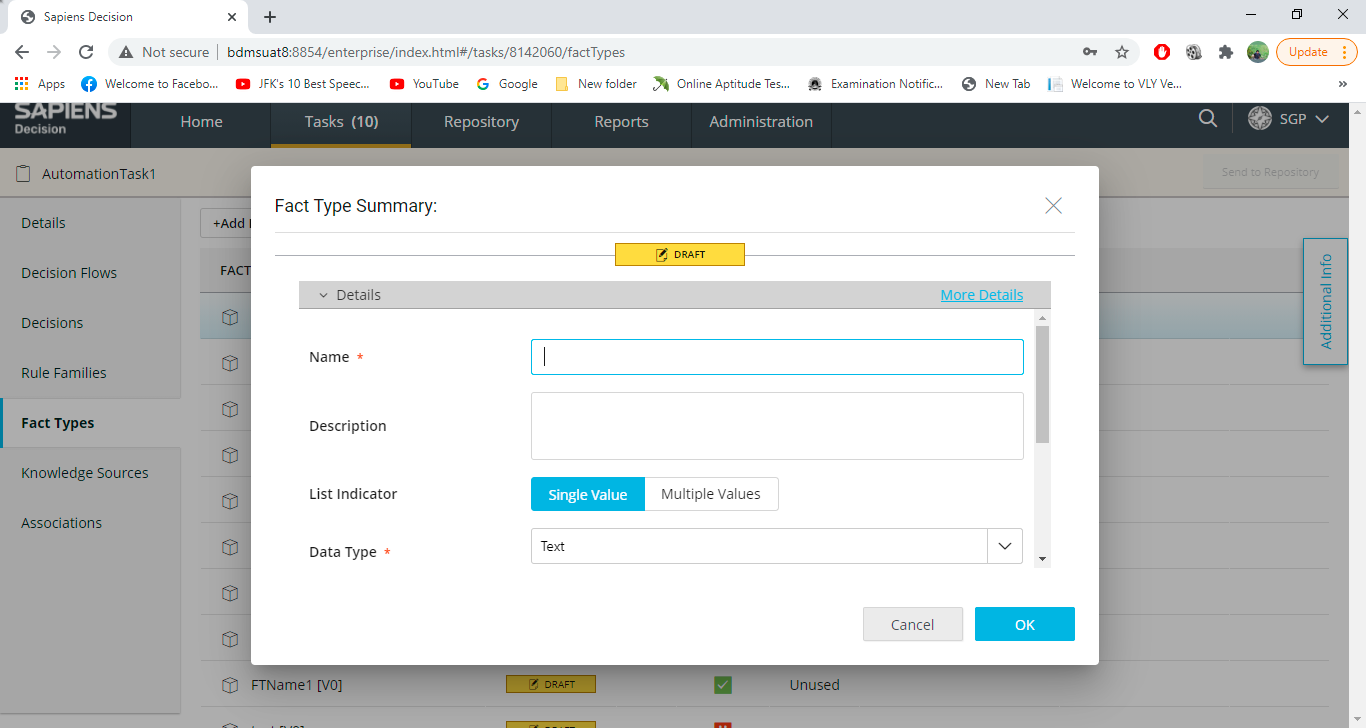 Sapiens Decision
Not secure bdmsuat8:8854/enterprise/index.html#/tasks/8142060/factTypes
Update
Apps Welcome to Facebo... JFK's 10 Best Speec... YouTube Google New folder Online Aptitude Tes... Examination Notific... New Tab Welcome to VLY Ve... »
SAPIENS
Decision
Home Tasks (10) Repository Reports Administration SGP
AutomationTask1 Send to Repository
Details
Decision Flows
Decisions
Rule Families
Fact Types
Knowledge Sources
Associations
+Add
FACT
Additional Info
Fact Type Summary:
DRAFT
Details More Details
Name *
Description
List Indicator Single Value Multiple Values
Data Type * Text
Cancel OK
FTName1 [V0] DRAFT Unused